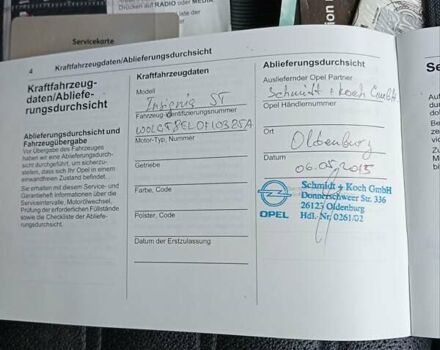 Drücken auf RADIO oder MEDIA
Servicekarte
4
Kraftfahrzeugdaten/Ablieferungsdurchsicht
Kraftfahrzeug-
daten/Abliefe-
rungsdurchsicht
Ablieferungsdurchsicht und
Fahrzeugübergabe
Vor Übergabe des Fahrzeuges
haben wir eine Ablieferungsdurch-
sicht durchgeführt, um sicherzu-
stellen, dass sich Ihr Opel in einem
einwandfreien Zustand befindet.
Sie erhalten mit diesem Service- und
Garantieheft Informationen über die
Serviceintervalle, Motorölwechsel,
Prüfung der erforderlichen Füllstände
sowie die Checkliste der Abliefe-
rungsdurchsicht.
Kraftfahrzeugdaten
Modell
Insignia ST
Fahrzeug-Identifizierungsnummer
Motor-Typ, Nummer
Getriebe
Farbe, Code
Polster, Code
Datum der Erstzulassung
Ablieferungsdurchsicht
Ausliefernder Opel Partner
Schmidt + Koch GmbH
Opel Händlernummer
Ort
Oldenburg
Datum
06.05.2015
Schmidt + Koch GmbH
Donnerschweer Str. 336
26123 Oldenburg
Hdl.-Nr. 0261/02
OPEL